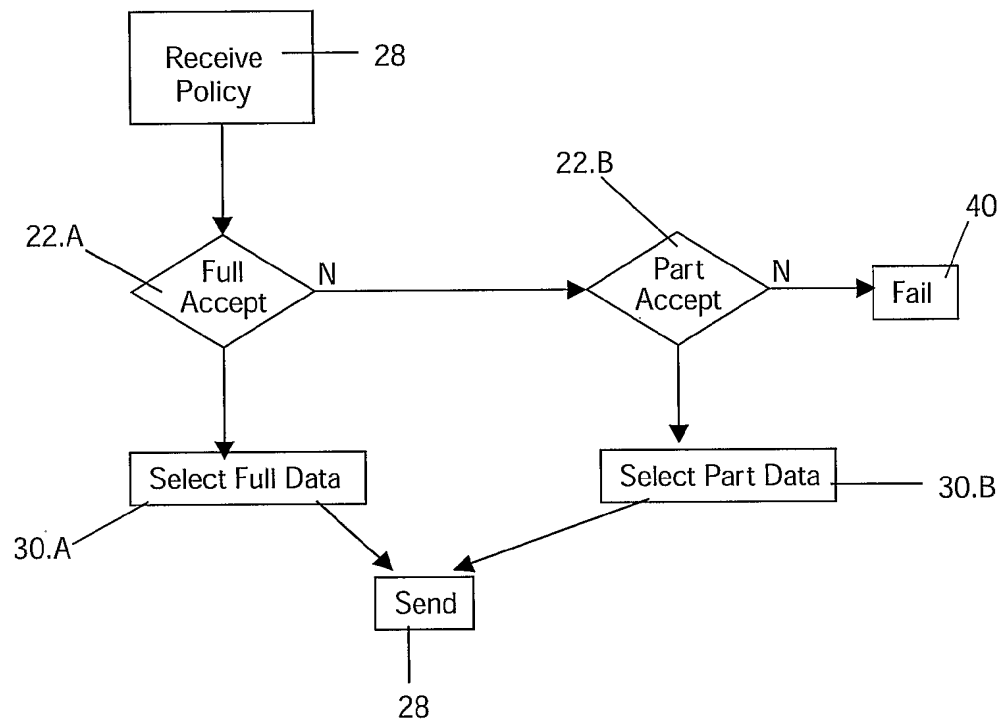 Receive
Policy
28
22.A
Full
Accept
N
22.B
Part
Accept
N
40
Fail
Select Full Data
30.A
Select Part Data
30.B
Send
28